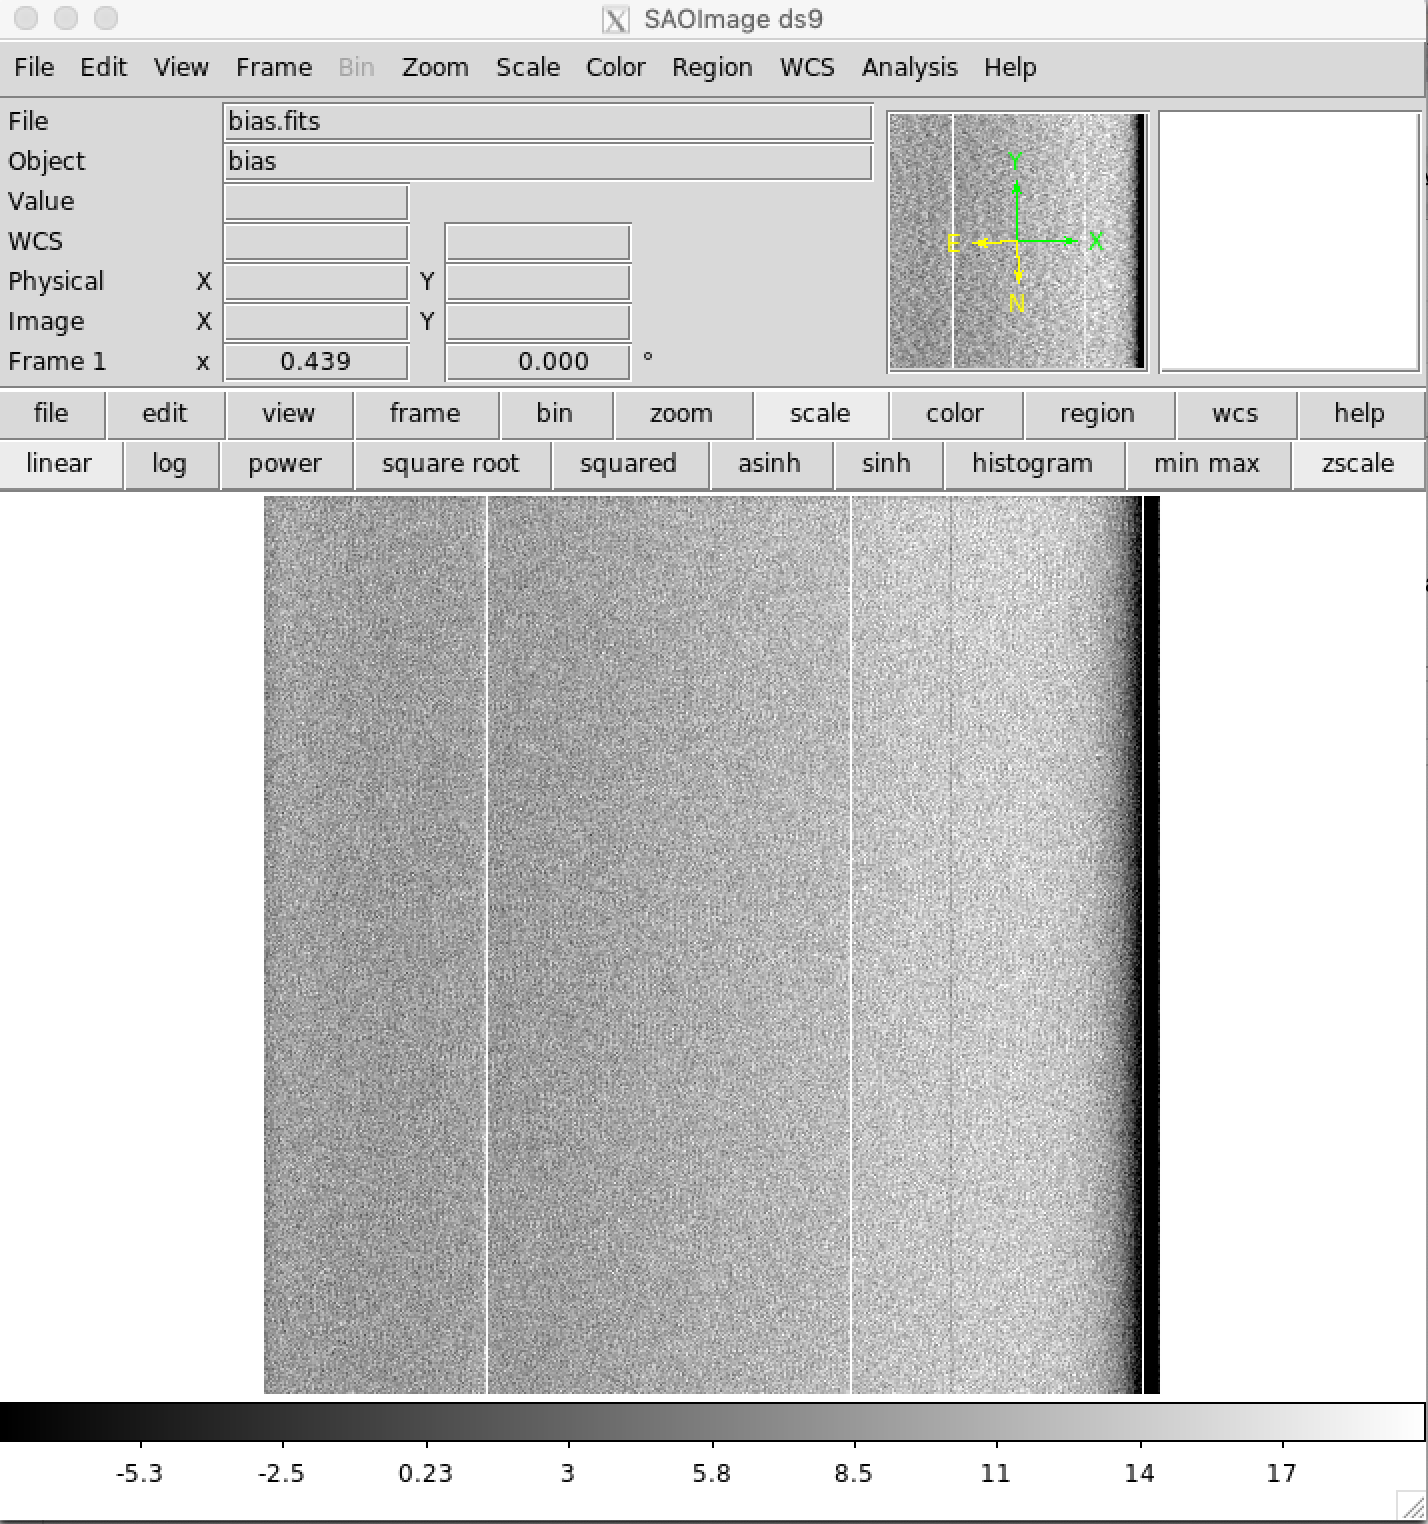 SAOImage ds9
File Edit View Frame Bin Zoom Scale Color Region WCS Analysis Help
File bias.fits
Object bias
Value
WCS
Physical X Y
Image X Y
Frame 1 x 0.439 0.000 °
Y
E X
N
file edit view frame bin zoom scale color region wcs help
linear log power square root squared asinh sinh histogram min max zscale
-5.3 -2.5 0.23 3 5.8 8.5 11 14 17